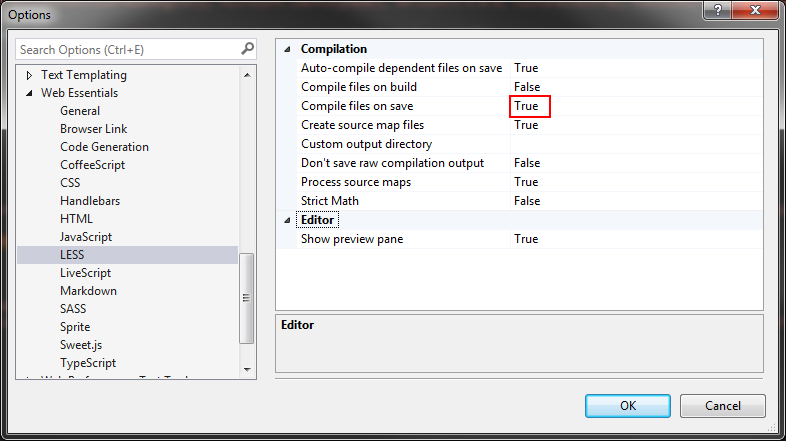 Options
?
Search Options (Ctrl+E)
Text Templating
Web Essentials
General
Browser Link
Code Generation
CoffeeScript
CSS
Handlebars
HTML
JavaScript
LESS
LiveScript
Markdown
SASS
Sprite
Sweet.js
TypeScript
Compilation
Auto-compile dependent files on save True
Compile files on build False
Compile files on save True
Create source map files True
Custom output directory
Don't save raw compilation output False
Process source maps True
Strict Math False
Editor
Show preview pane True
Editor
OK Cancel